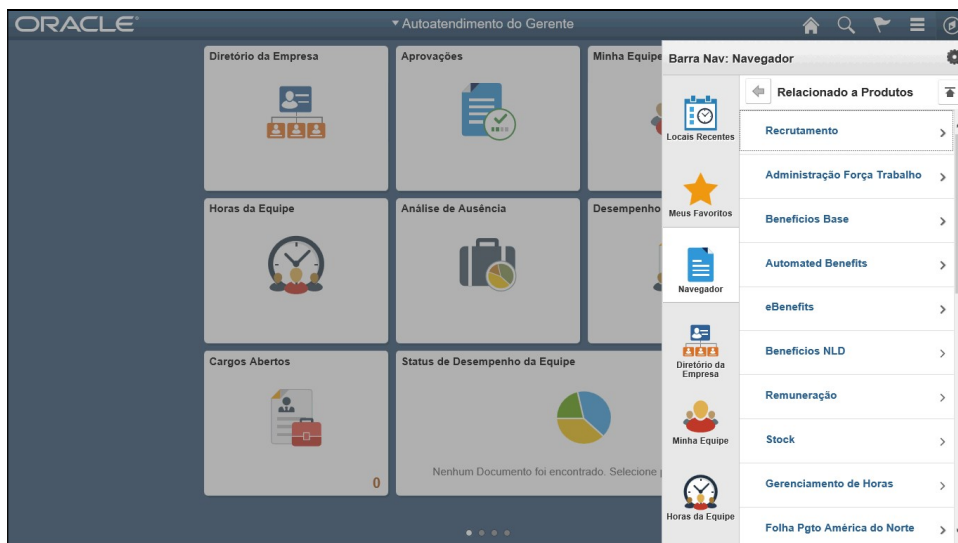 ORACLE
Autoatendimento do Gerente
Diretório da Empresa
Aprovações
Minha Equipe
Horas da Equipe
Análise de Ausência
Desempenho
Cargos Abertos
0
Status de Desempenho da Equipe
Nenhum Documento foi encontrado. Selecione
Barra Nav: Navegador
Locais Recentes
Meus Favoritos
Navegador
Diretório da
Empresa
Minha Equipe
Horas da Equipe
Relacionado a Produtos
Recrutamento
Administração Força Trabalho
Benefícios Base
Automated Benefits
eBenefits
Benefícios NLD
Remuneração
Stock
Gerenciamento de Horas
Folha Pgto América do Norte